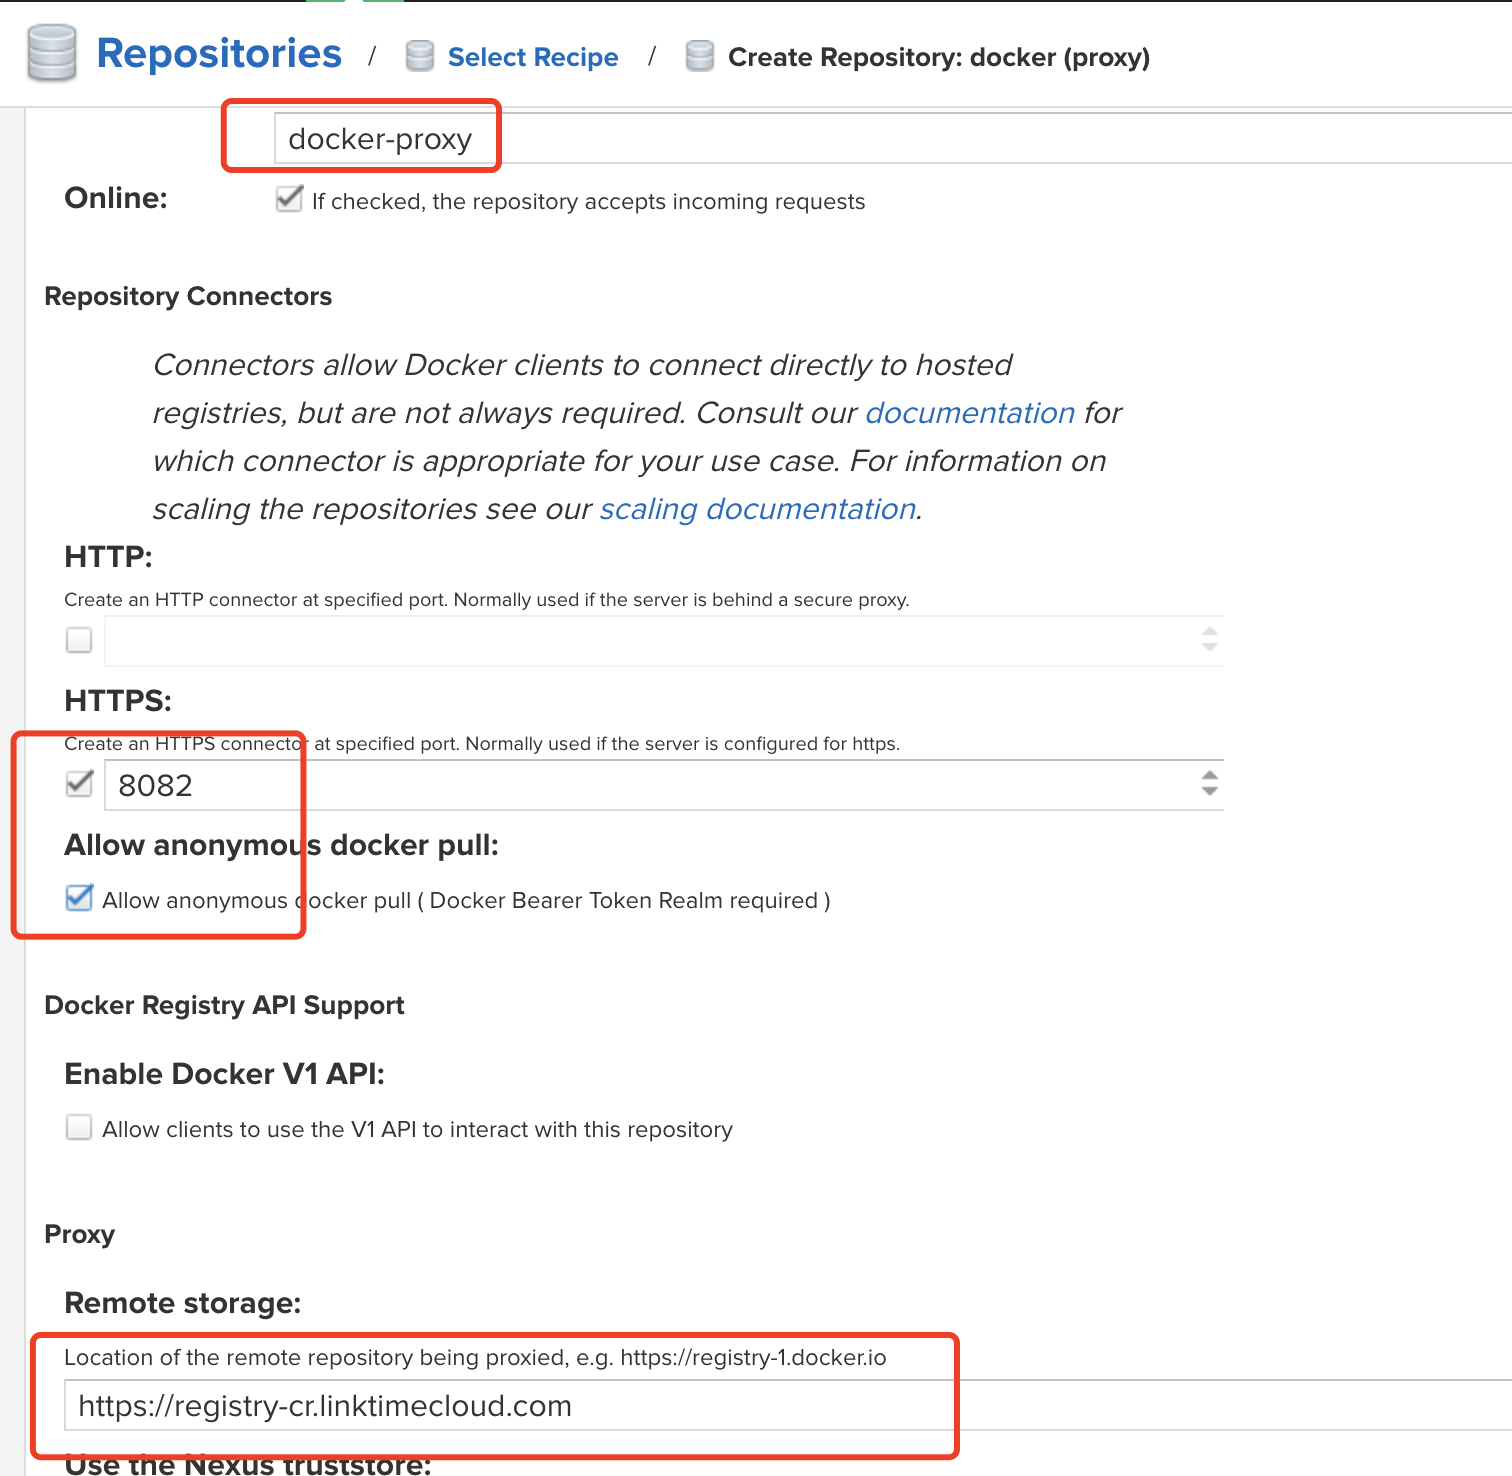 Repositories / Select Recipe / Create Repository: docker (proxy)
docker-proxy
Online:
If checked, the repository accepts incoming requests
Repository Connectors
Connectors allow Docker clients to connect directly to hosted
registries, but are not always required. Consult our documentation for
which connector is appropriate for your use case. For information on
scaling the repositories see our scaling documentation.
HTTP:
Create an HTTP connector at specified port. Normally used if the server is behind a secure proxy.
HTTPS:
Create an HTTPS connector at specified port. Normally used if the server is configured for https.
8082
Allow anonymous docker pull:
Allow anonymous docker pull ( Docker Bearer Token Realm required )
Docker Registry API Support
Enable Docker V1 API:
Allow clients to use the V1 API to interact with this repository
Proxy
Remote storage:
Location of the remote repository being proxied, e.g. https://registry-1.docker.io
https://registry-cr.linktimecloud.com
Use the Nexus truststore: